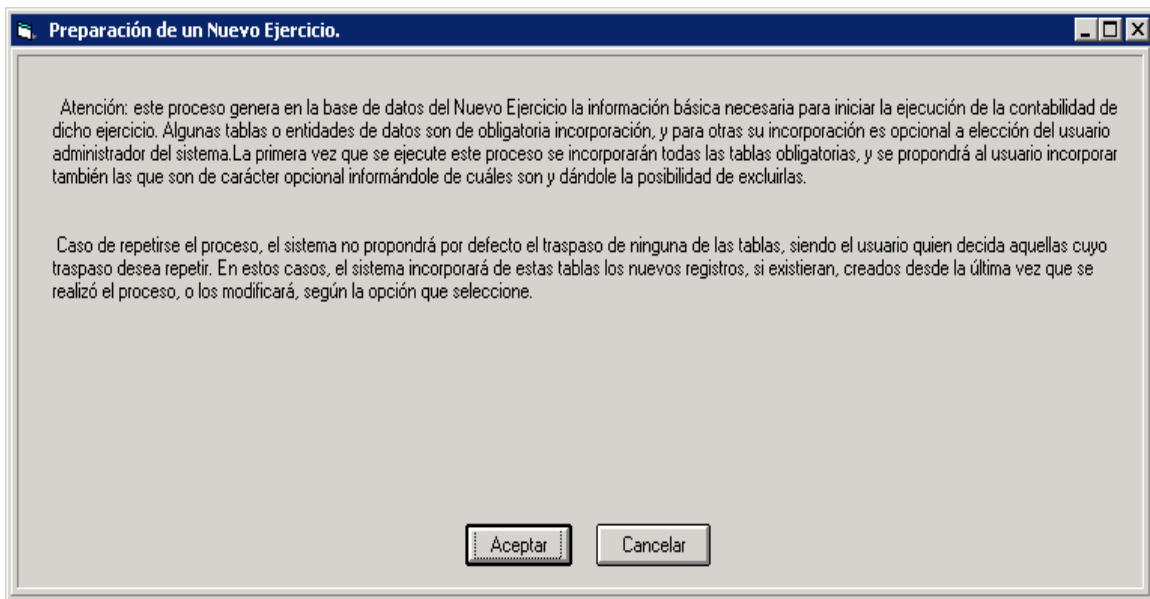 Preparación de un Nuevo Ejercicio.
Atención: este proceso genera en la base de datos del Nuevo Ejercicio la información básica necesaria para iniciar la ejecución de la contabilidad de
dicho ejercicio. Algunas tablas o entidades de datos son de obligatoria incorporación, y para otras su incorporación es opcional a elección del usuario
administrador del sistema.La primera vez que se ejecute este proceso se incorporarán todas las tablas obligatorias, y se propondrá al usuario incorporar
también las que son de carácter opcional informándole de cuáles son y dándole la posibilidad de excluirlas.
Caso de repetirse el proceso, el sistema no propondrá por defecto el traspaso de ninguna de las tablas, siendo el usuario quien decida aquellas cuyo
traspaso desea repetir. En estos casos, el sistema incorporará de estas tablas los nuevos registros, si existieran, creados desde la última vez que se
realizó el proceso, o los modificará, según la opción que seleccione.
Aceptar
Cancelar